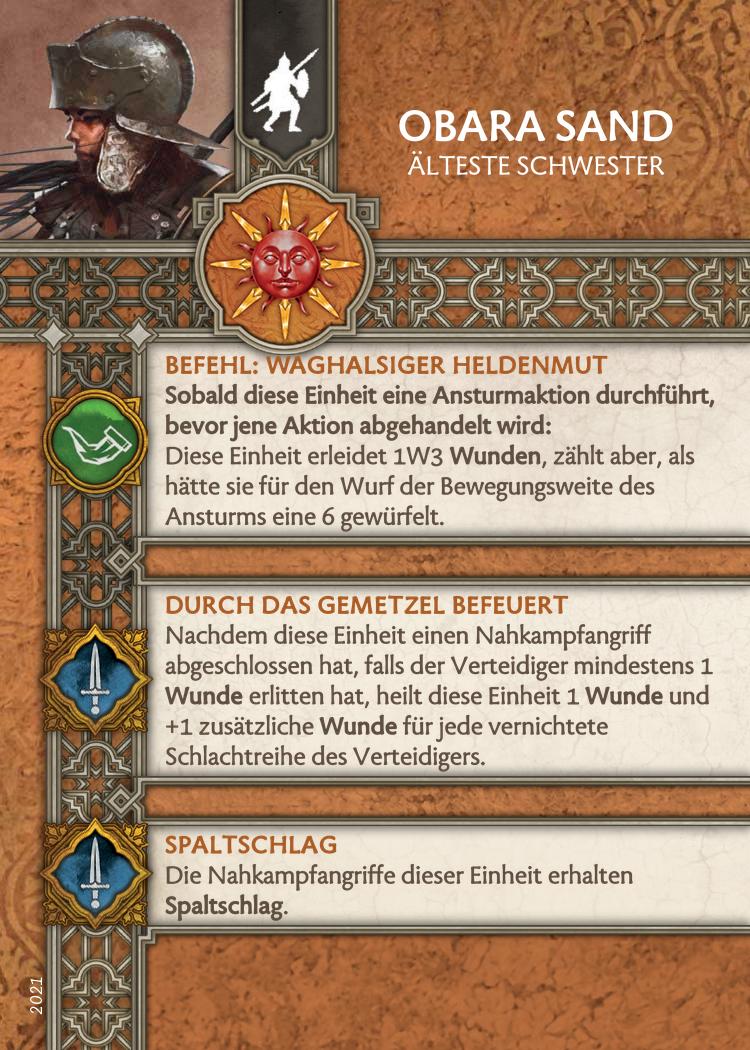 OBARA SAND
ÄLTESTE SCHWESTER
BEFEHL: WAGHALSIGER HELDENMUT
Sobald diese Einheit eine Ansturmaktion durchführt,
bevor jene Aktion abgehandelt wird:
Diese Einheit erleidet 1W3 Wunden, zählt aber, als
hätte sie für den Wurf der Bewegungsweite des
Ansturms eine 6 gewürfelt.
DURCH DAS GEMETZEL BEFEUERT
Nachdem diese Einheit einen Nahkampfangriff
abgeschlossen hat, falls der Verteidiger mindestens 1
Wunde erlitten hat, heilt diese Einheit 1 Wunde und
+1 zusätzliche Wunde für jede vernichtete
Schlachtreihe des Verteidigers.
SPALTSCHLAG
Die Nahkampfangriffe dieser Einheit erhalten
Spaltschlag.
2021